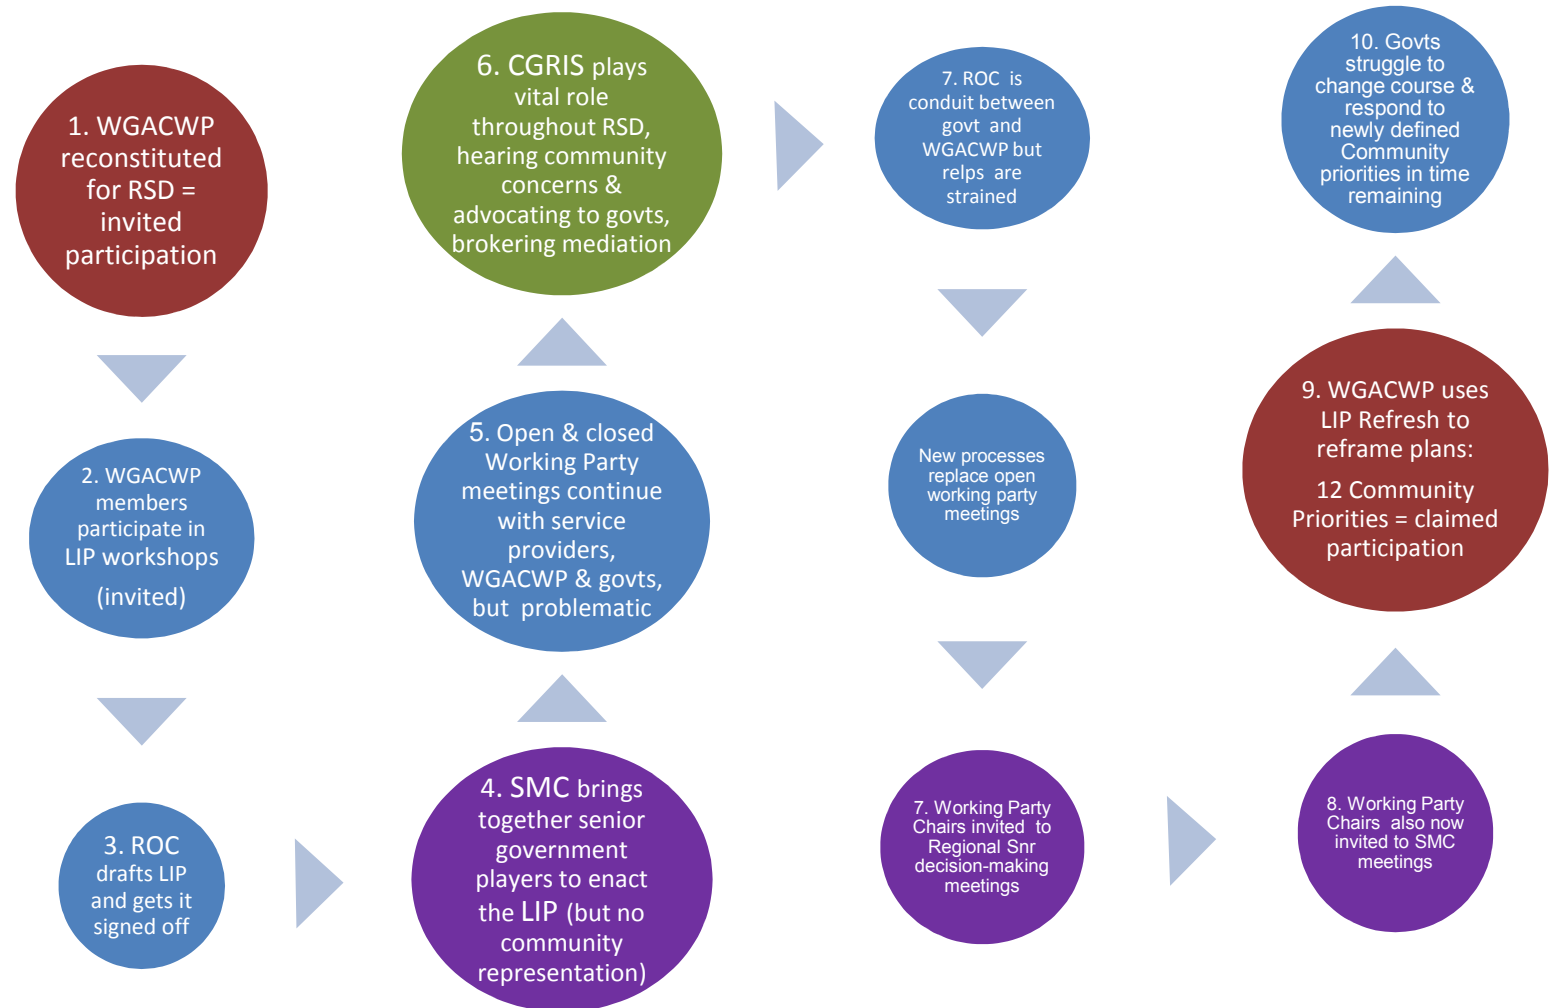 1. WGACWP
reconstituted
for RSD =
invited
participation
2. WGACWP
members
participate in
LIP workshops
(invited)
3. ROC
drafts LIP
and gets it
signed off
4. SMC brings
together senior
government
players to enact
the LIP (but no
community
representation)
5. Open & closed
Working Party
meetings continue
with service
providers,
WGACWP & govts,
but problematic
6. CGRIS plays
vital role
throughout RSD,
hearing community
concerns &
advocating to govts,
brokering mediation
7. ROC is
conduit between
govt and
WGACWP but
relps are
strained
New processes
replace open
working party
meetings
7. Working Party
Chairs invited to
Regional Snr
decision-making
meetings
8. Working Party
Chairs also now
invited to SMC
meetings
9. WGACWP uses
LIP Refresh to
reframe plans:
12 Community
Priorities = claimed
participation
10. Govts
struggle to
change course &
respond to
newly defined
Community
priorities in time
remaining